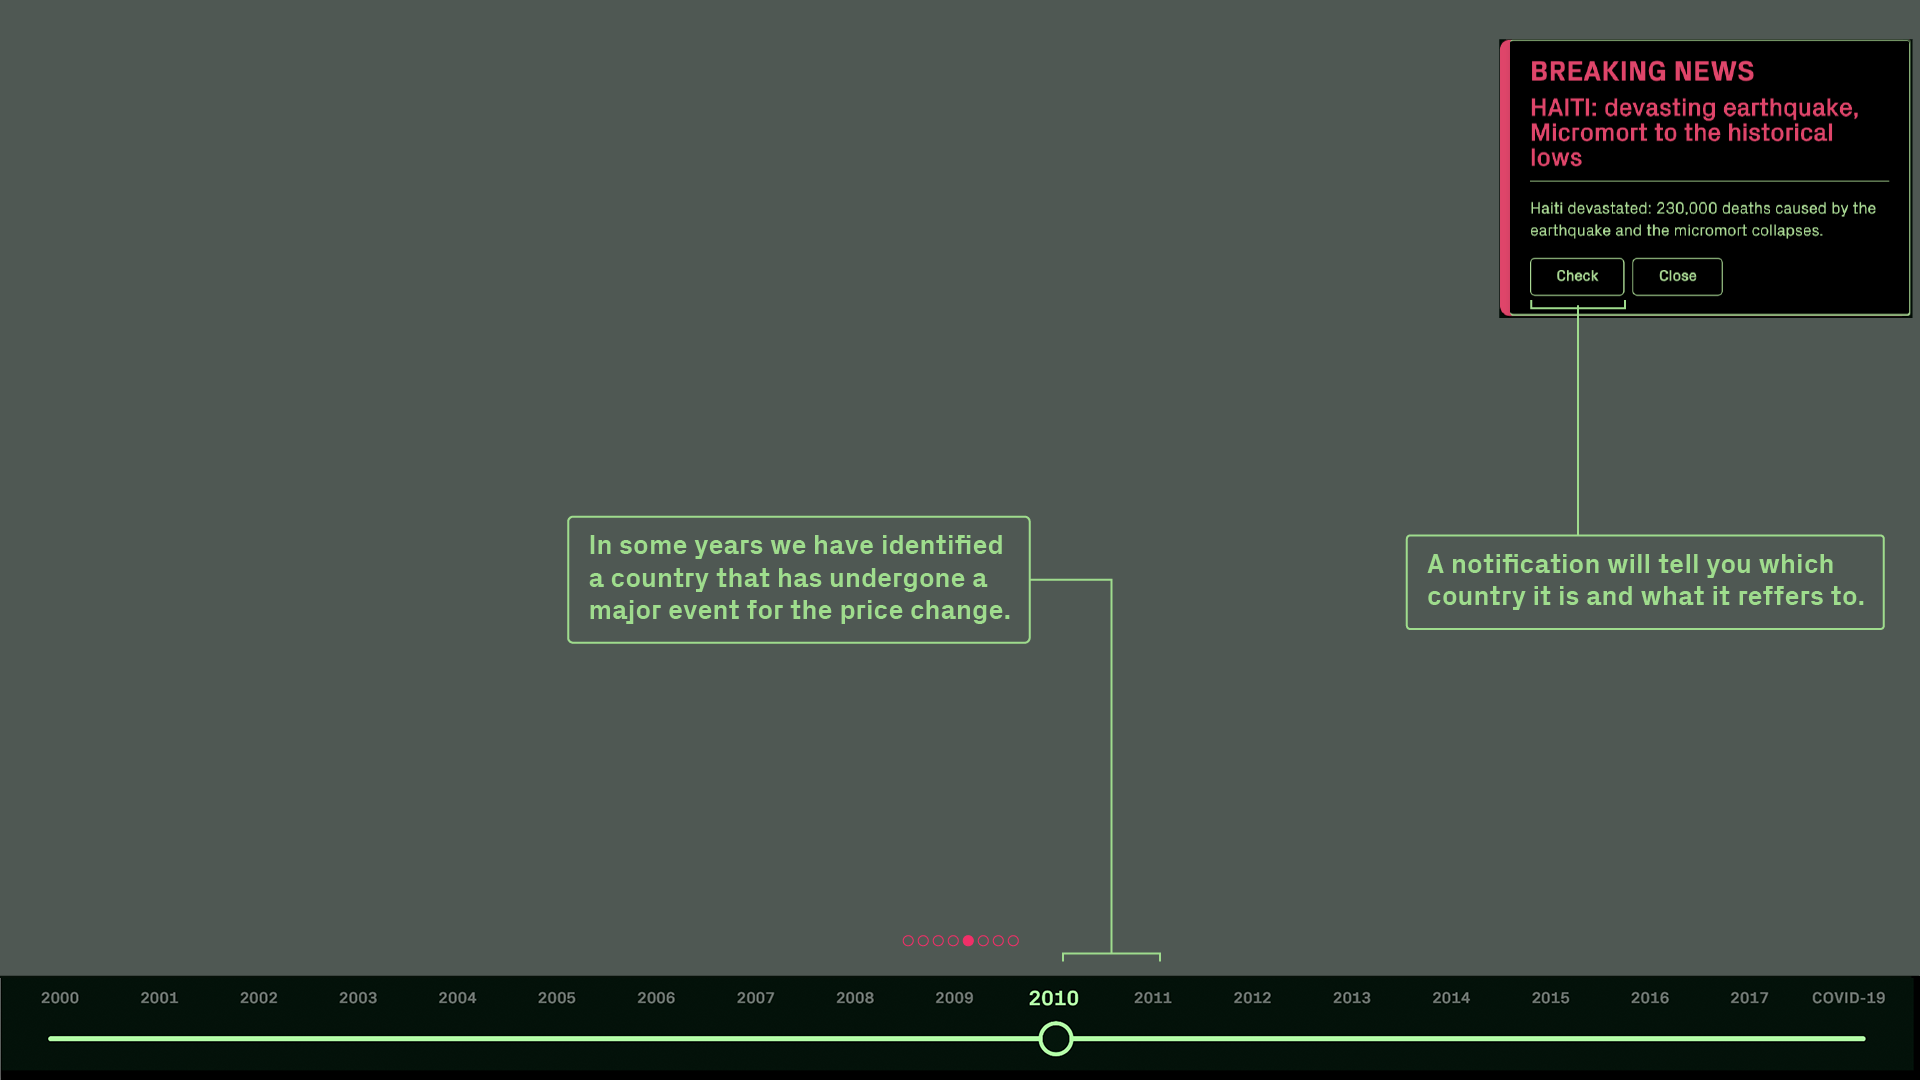 BREAKING NEWS
HAITI: devasting earthquake,
Micromort to the historical
lows
Haiti devastated: 230,000 deaths caused by the
earthquake and the micromort collapses.
Check Close
In some years we have identified
a country that has undergone a
major event for the price change.
A notification will tell you which
country it is and what it reffers to.
2000 2001 2002 2003 2004 2005 2006 2007 2008 2009 2010 2011 2012 2013 2014 2015 2016 2017 COVID-19